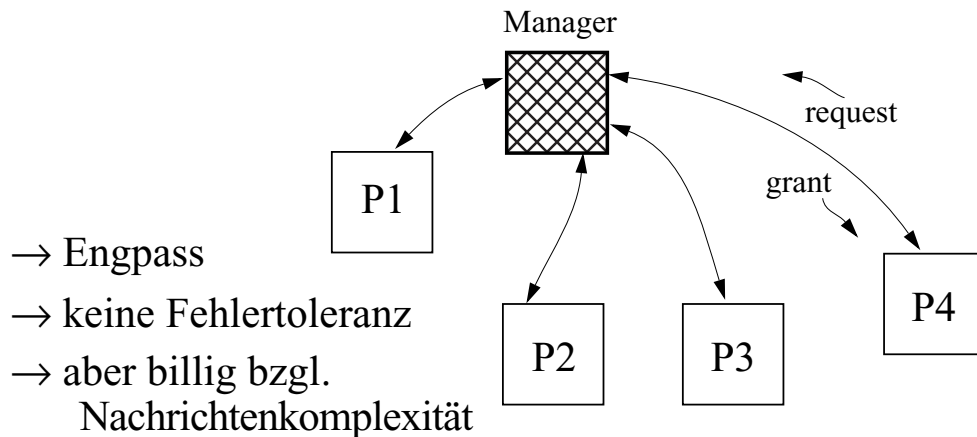 Manager
request
P1
grant
→ Engpass
→ keine Fehlertoleranz
P2
P3
P4
→ aber billig bzgl.
Nachrichtenkomplexität